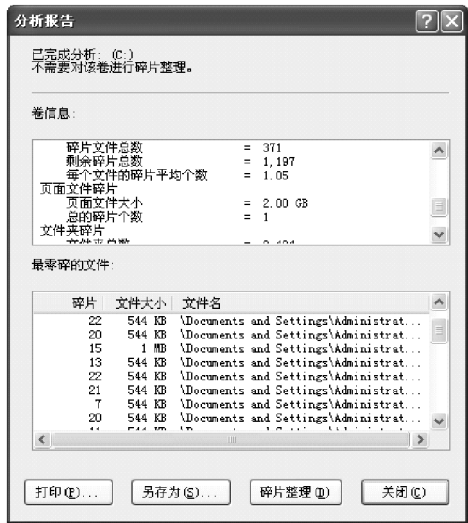 分析报告
已完成分析: (C:)
不需要对该卷进行碎片整理。
卷信息:
碎片文件总数 = 371
剩余碎片总数 = 1,197
每个文件的碎片平均个数 = 1.05
页面文件碎片
页面文件大小 = 2.00 GB
总的碎片个数 = 1
文件夹碎片
最零碎的文件:
碎片 文件大小 文件名
22 544 KB \Documents and Settings\Administrat...
20 544 KB \Documents and Settings\Administrat...
15 1 MB \Documents and Settings\Administrat...
13 544 KB \Documents and Settings\Administrat...
22 544 KB \Documents and Settings\Administrat...
21 544 KB \Documents and Settings\Administrat...
7 544 KB \Documents and Settings\Administrat...
20 544 KB \Documents and Settings\Administrat...
打印(P)... 另存为(S)... 碎片整理(D) 关闭(C)